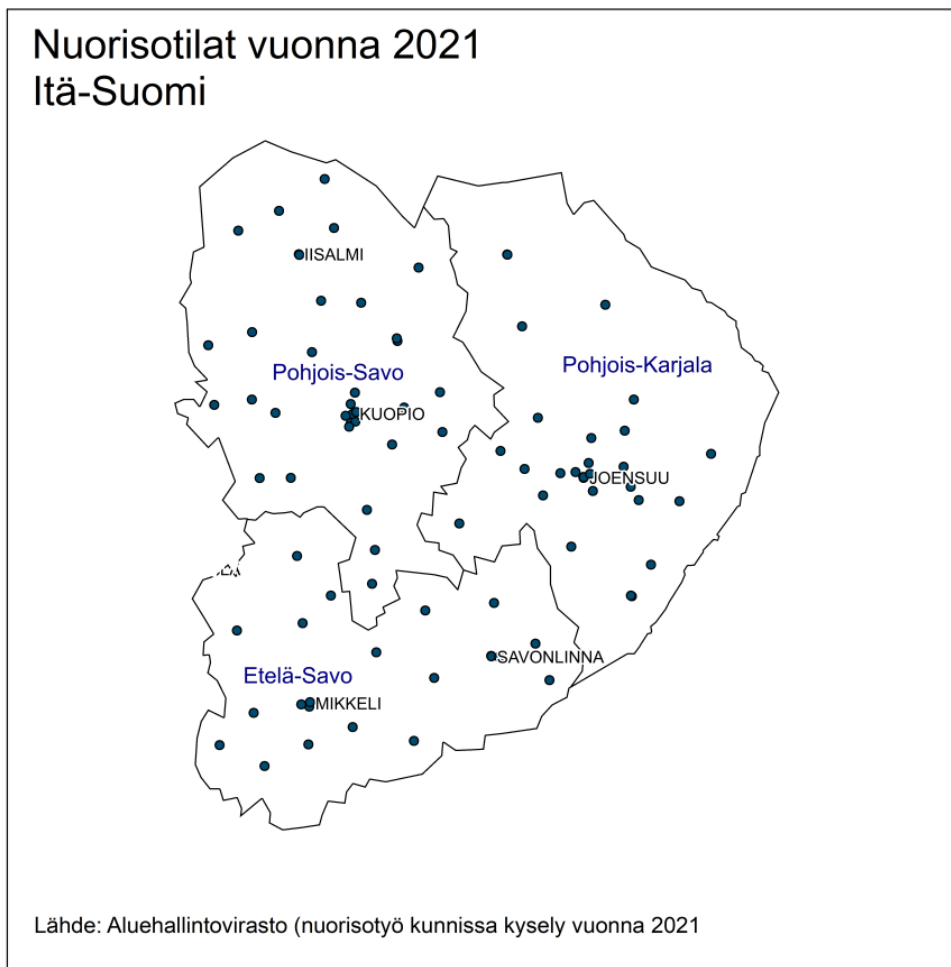 Nuorisotilat vuonna 2021
Itä-Suomi
IISALMI
Pohjois-Karjala
Pohjois-Savo
KUOPIO
JOENSUU
SAVONLINNA
Etelä-Savo
MIKKELI
Lähde: Aluehallintovirasto (nuorisotyö kunnissa kysely vuonna 2021